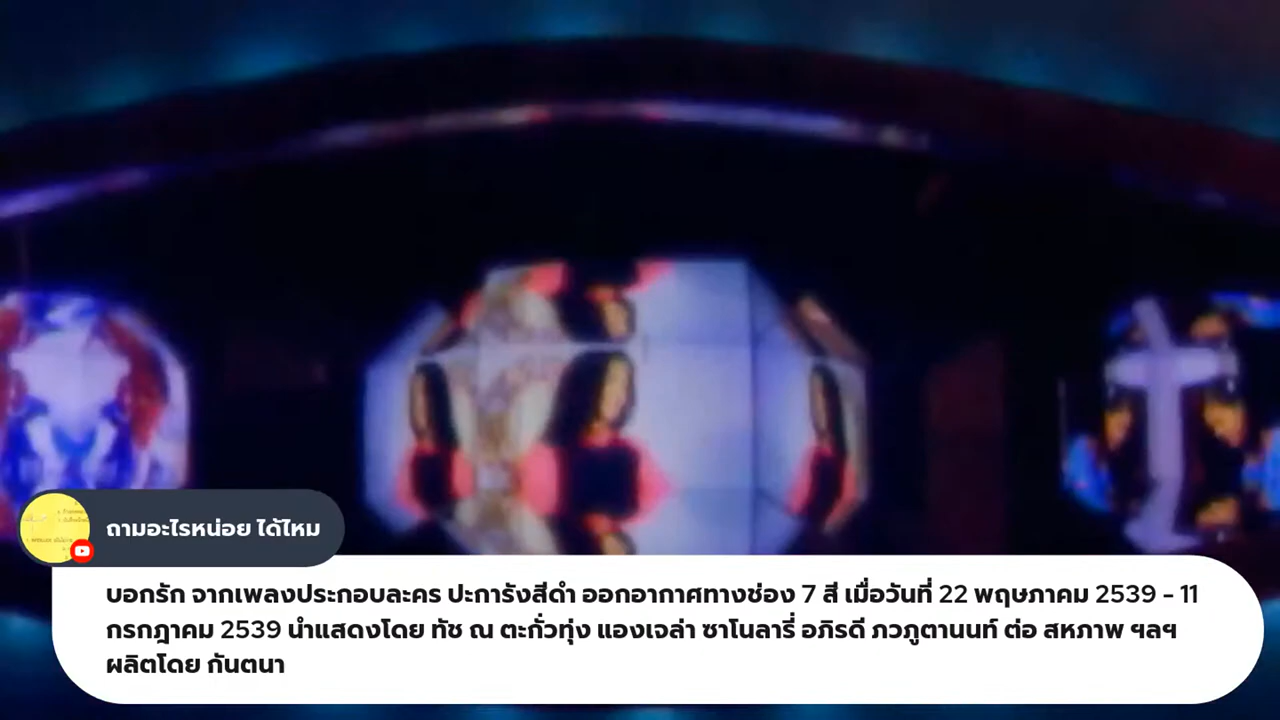 ถามอะไรหน่อย ได้ไหม
บอกรัก จากเพลงประกอบละคร ปะการังสีดำ ออกอากาศทางช่อง 7 สี เมื่อวันที่ 22 พฤษภาคม 2539 - 11
กรกฎาคม 2539 นำแสดงโดย ทัช ณ ตะกั่วทุ่ง แองเจล่า ซาโนลารี่ อภิรดี ภวภูตานนท์ ต่อ สหภาพ ฯลฯ
ผลิตโดย กันตนา